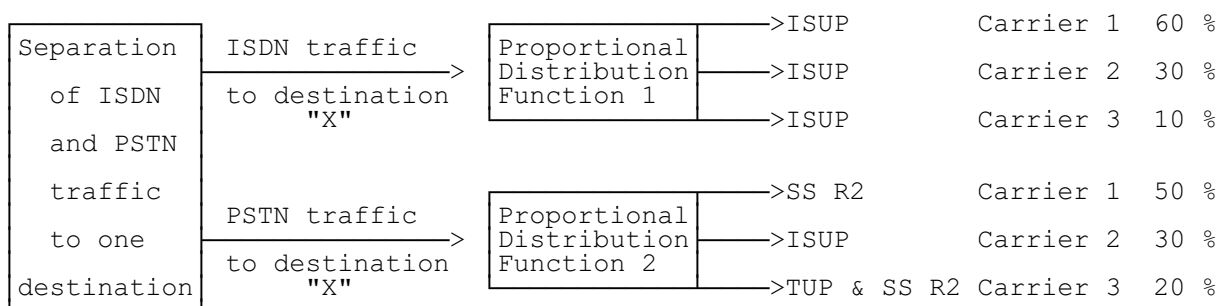 Separation
of ISDN
and PSTN
traffic
to one
destination
ISDN traffic
to destination
"X"
Proportional
Distribution
Function 1
>ISUP Carrier 1 60 %
>ISUP Carrier 2 30 %
>ISUP Carrier 3 10 %
PSTN traffic
to destination
"X"
Proportional
Distribution
Function 2
>SS R2 Carrier 1 50 %
>ISUP Carrier 2 30 %
>TUP & SS R2 Carrier 3 20 %